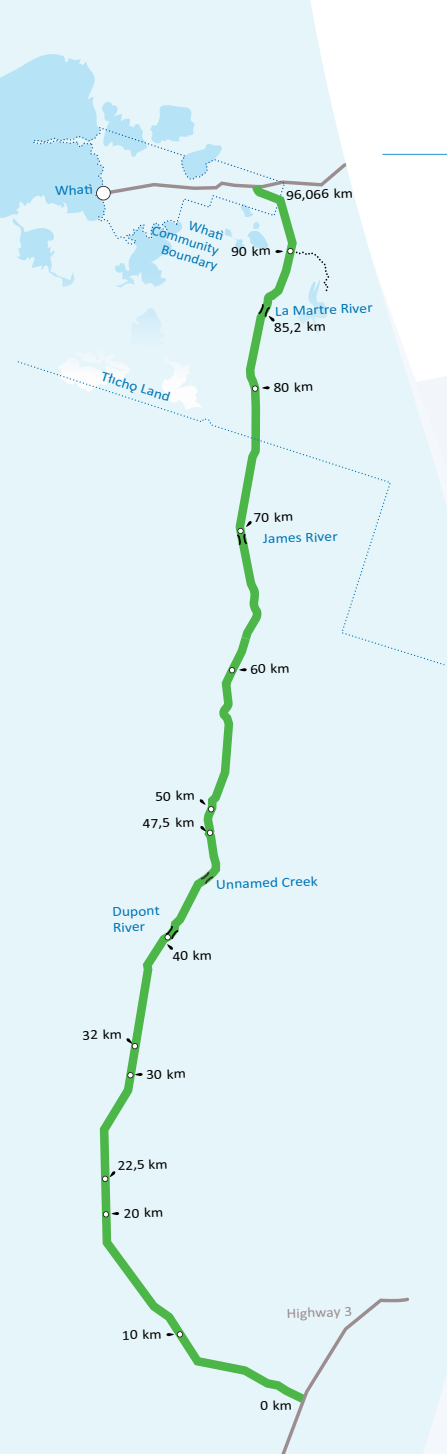 Whatì
96,066 km
Whatì
Community
Boundary
90 km
La Martre River
85,2 km
80 km
Tłıchǫ Land
70 km
James River
60 km
50 km
47,5 km
Unnamed Creek
Dupont
River
40 km
32 km
30 km
22,5 km
20 km
Highway 3
10 km
0 km